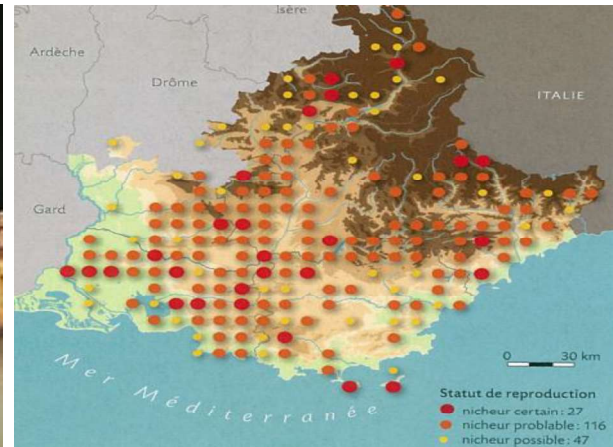 Isère
Ardèche
Drôme
ITALIE
Gard
Mer Méditerranée
0 30 km
Statut de reproduction
nicheur certain : 27
nicheur problable : 116
nicheur possible : 47